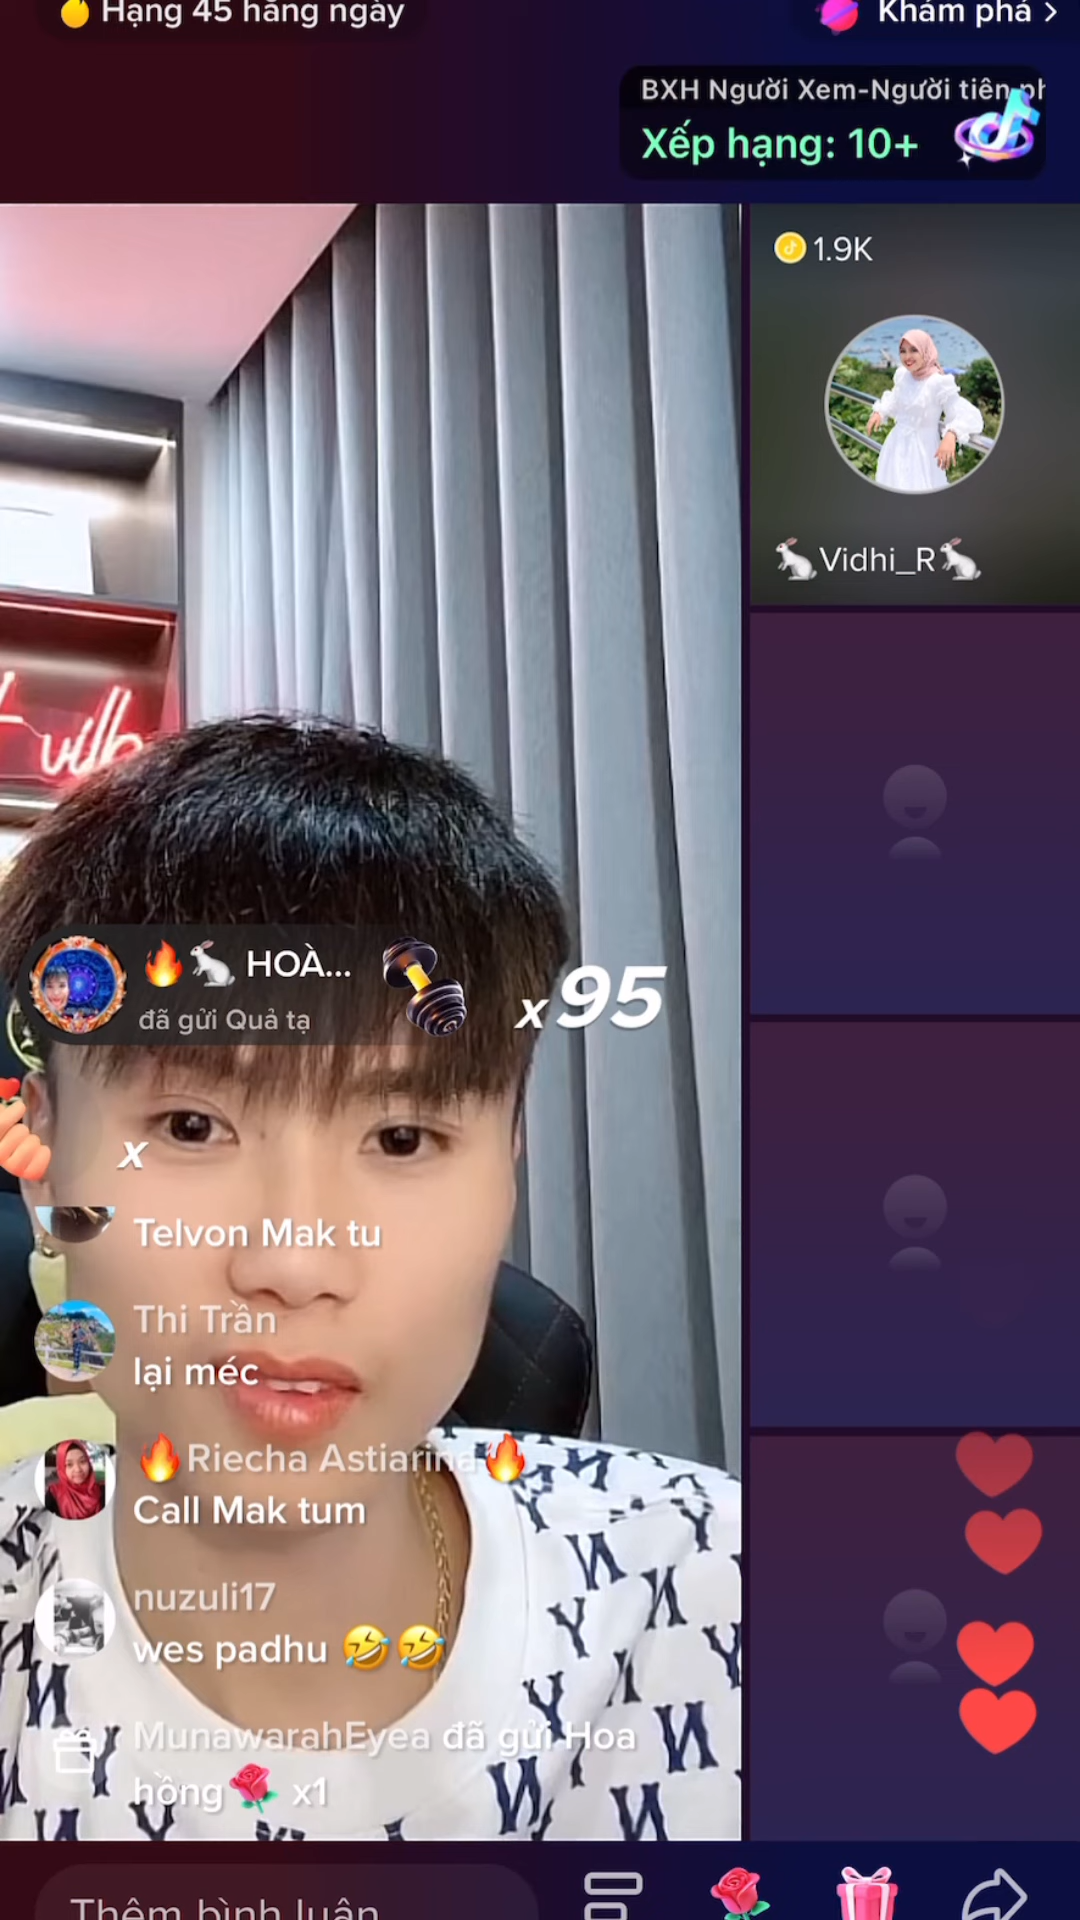 Hạng 45 hằng ngày
Khám phá >
BXH Người Xem-Người tiên ph
Xếp hạng: 10+
1.9K
🐇Vidhi_R🐇
🔥🐇 HOÀ...
đã gửi Quả tạ
x95
x
Telvon Mak tu
Thi Trần
lại méc
🔥Riecha Astiarina🔥
Call Mak tum
nuzuli17
wes padhu 🤣🤣
MunawarahEyea đã gửi Hoa
hồng🌹 x1
Thêm bình luận